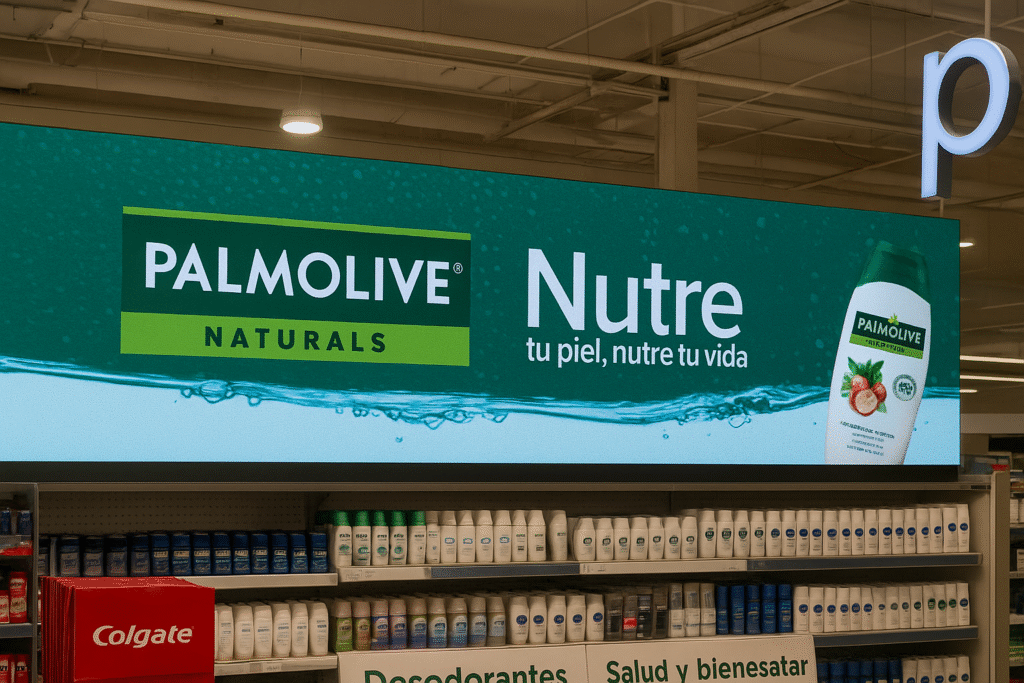 p
PALMOLIVE®
NATURALS
Nutre
tu piel, nutre tu vida
PALMOLIVE
Colgate
Desodorantes
Salud y bienesatar